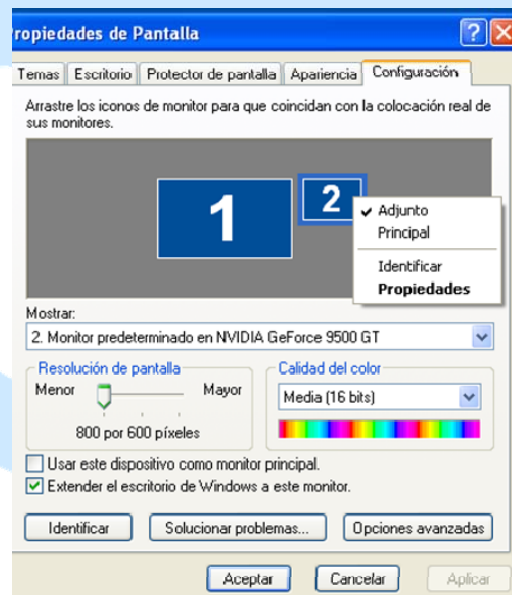 ropiedades de Pantalla
Temas Escritorio Protector de pantalla Apariencia Configuración
Arrastre los iconos de monitor para que coincidan con la colocación real de
sus monitores.
1
2
Adjunto
Principal
Identificar
Propiedades
Mostrar:
2. Monitor predeterminado en NVIDIA GeForce 9500 GT
Resolución de pantalla
Menor Mayor
800 por 600 píxeles
Calidad del color
Media (16 bits)
Usar este dispositivo como monitor principal.
Extender el escritorio de Windows a este monitor.
Identificar Solucionar problemas... Opciones avanzadas
Aceptar Cancelar Aplicar